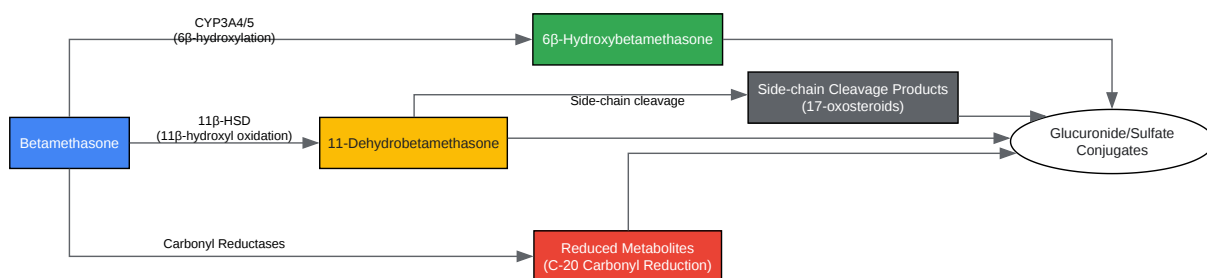 CYP3A4/5
(6β-hydroxylation)
6β-Hydroxybetamethasone
Side-chain Cleavage Products
(17-oxosteroids)
Side-chain cleavage
11β-HSD
(11β-hydroxyl oxidation)
Betamethasone
11-Dehydrobetamethasone
Glucuronide/Sulfate
Conjugates
Carbonyl Reductases
Reduced Metabolites
(C-20 Carbonyl Reduction)